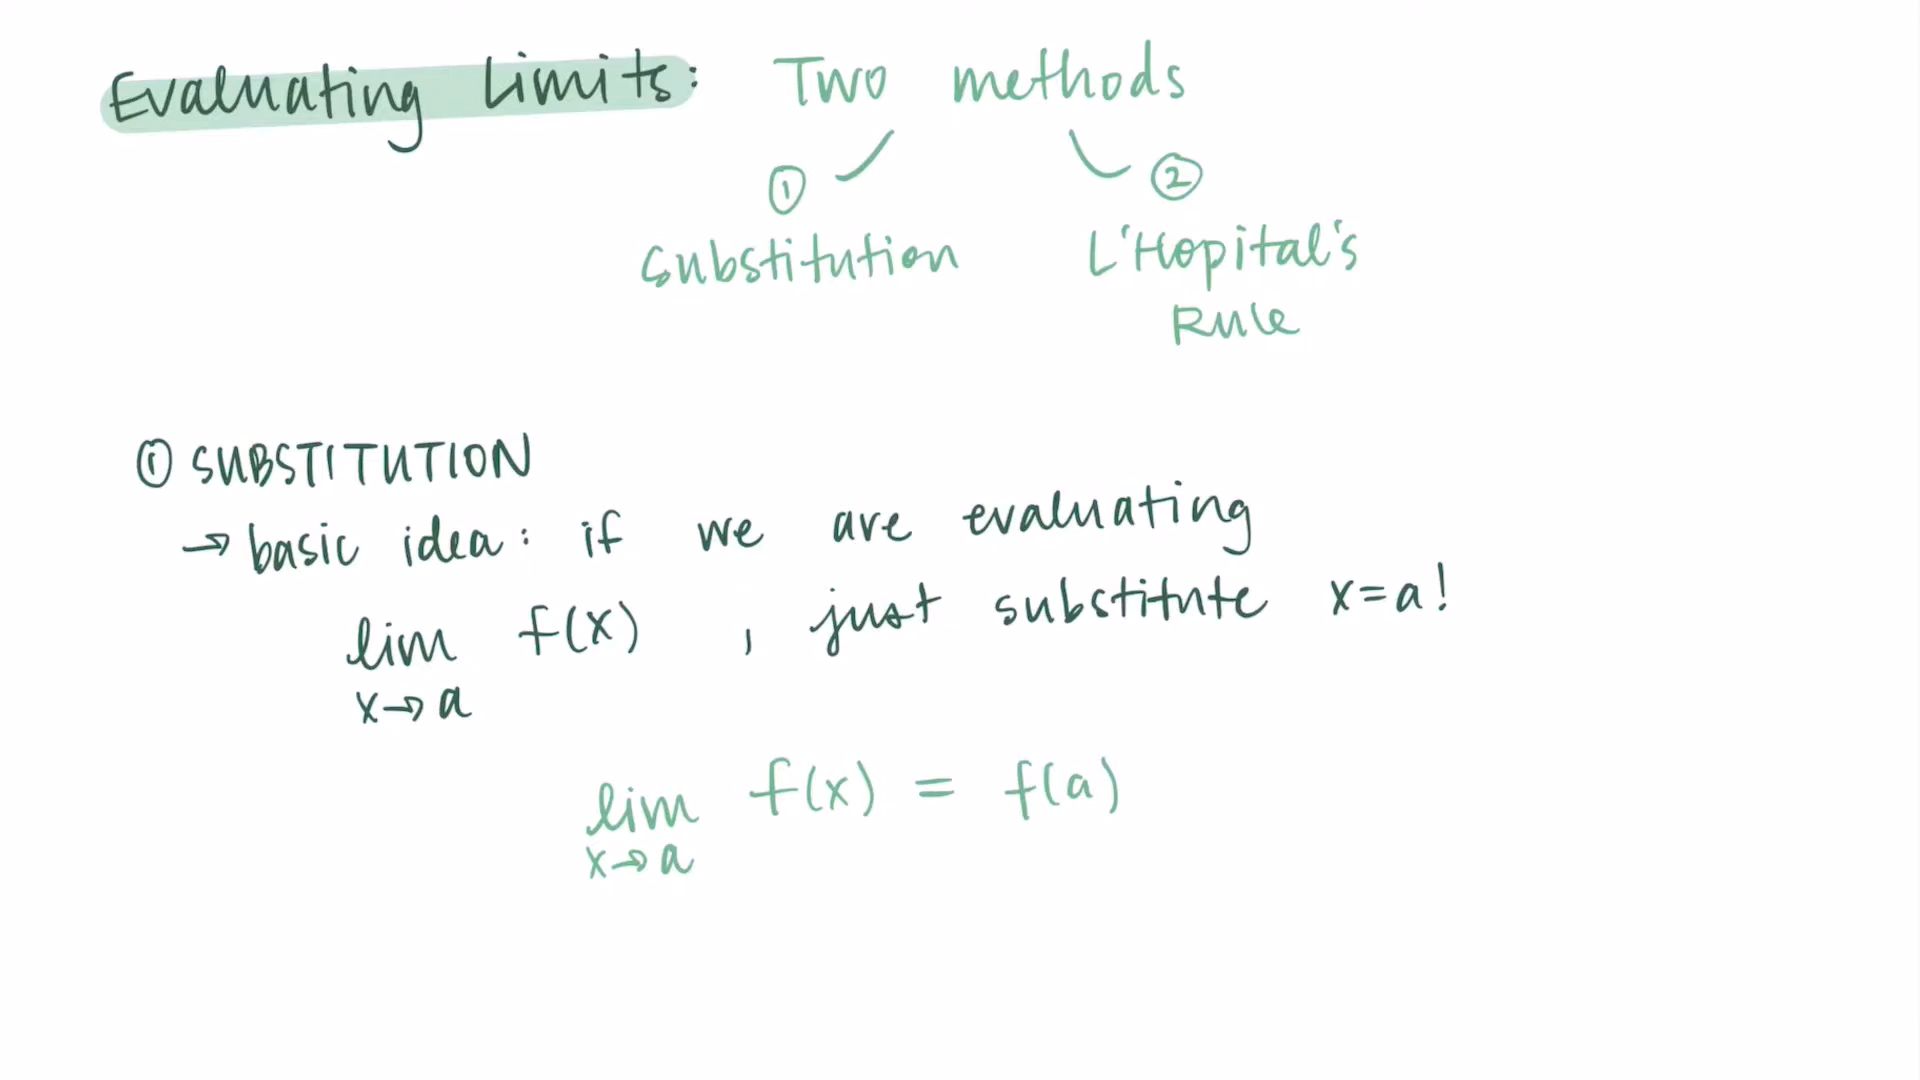 Evaluating Limits: Two methods
① ②
Substitution L'Hopital's
Rule
① SUBSTITUTION
→ basic idea: if we are evaluating
lim f(x) , just substitute x=a!
x→a
lim f(x) = f(a)
x→a